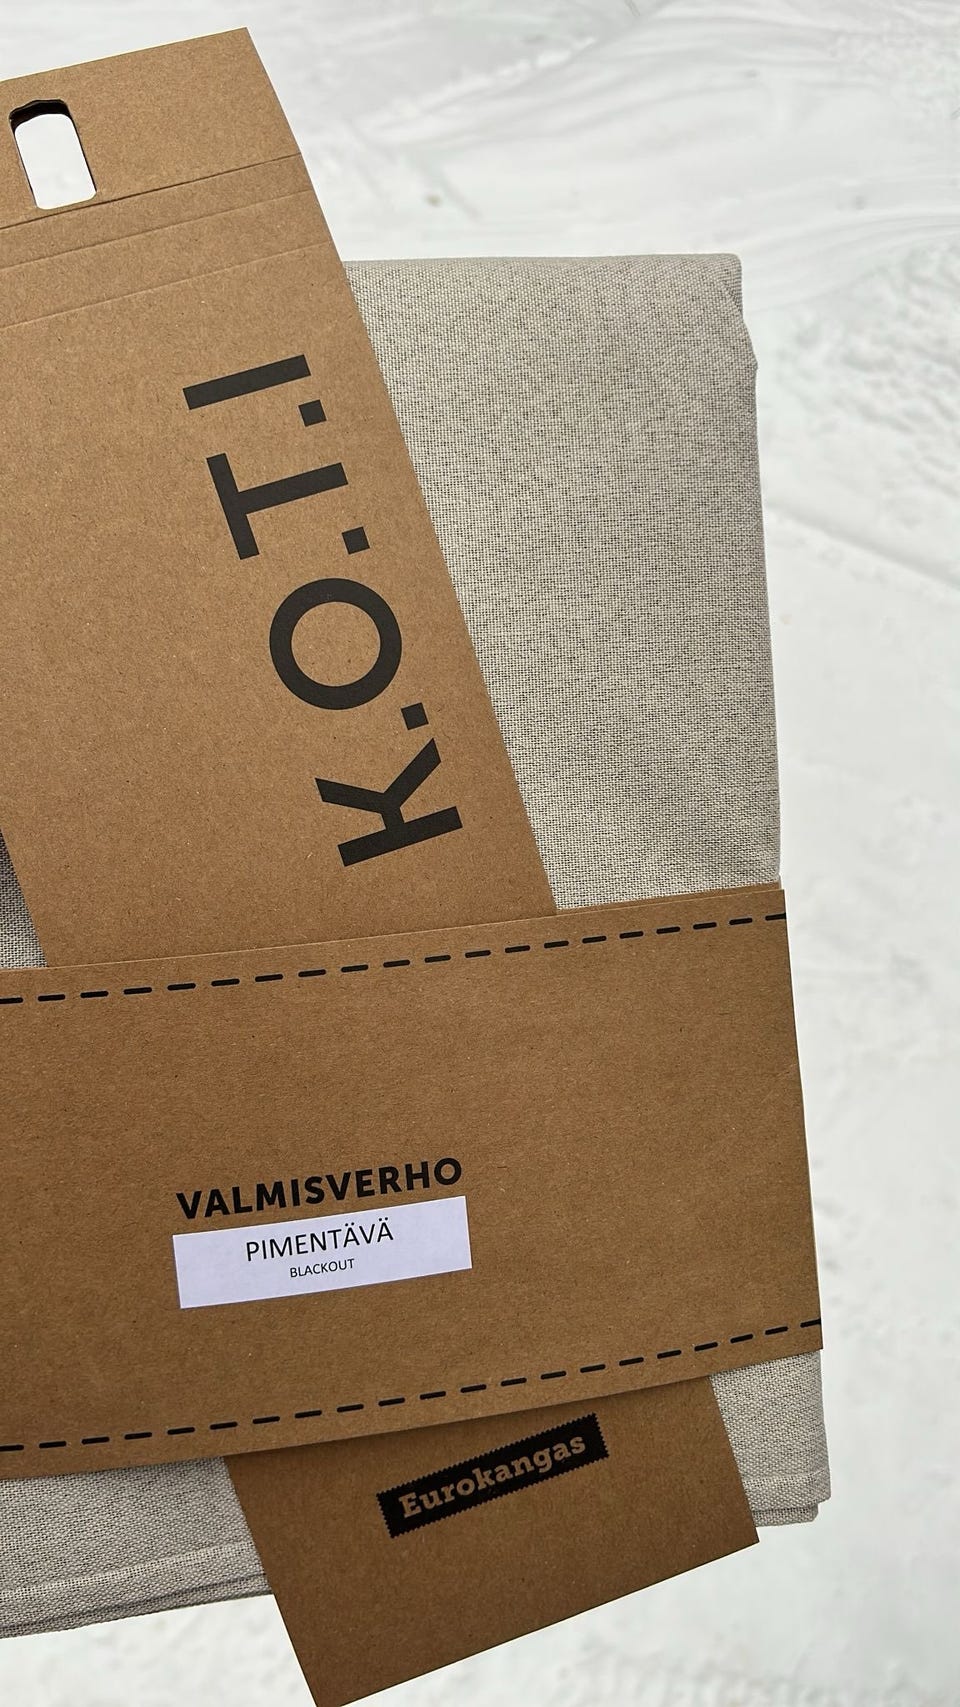 K.O.T.I
VALMISVERHO
PIMENTÄVÄ
BLACKOUT
Eurokangas